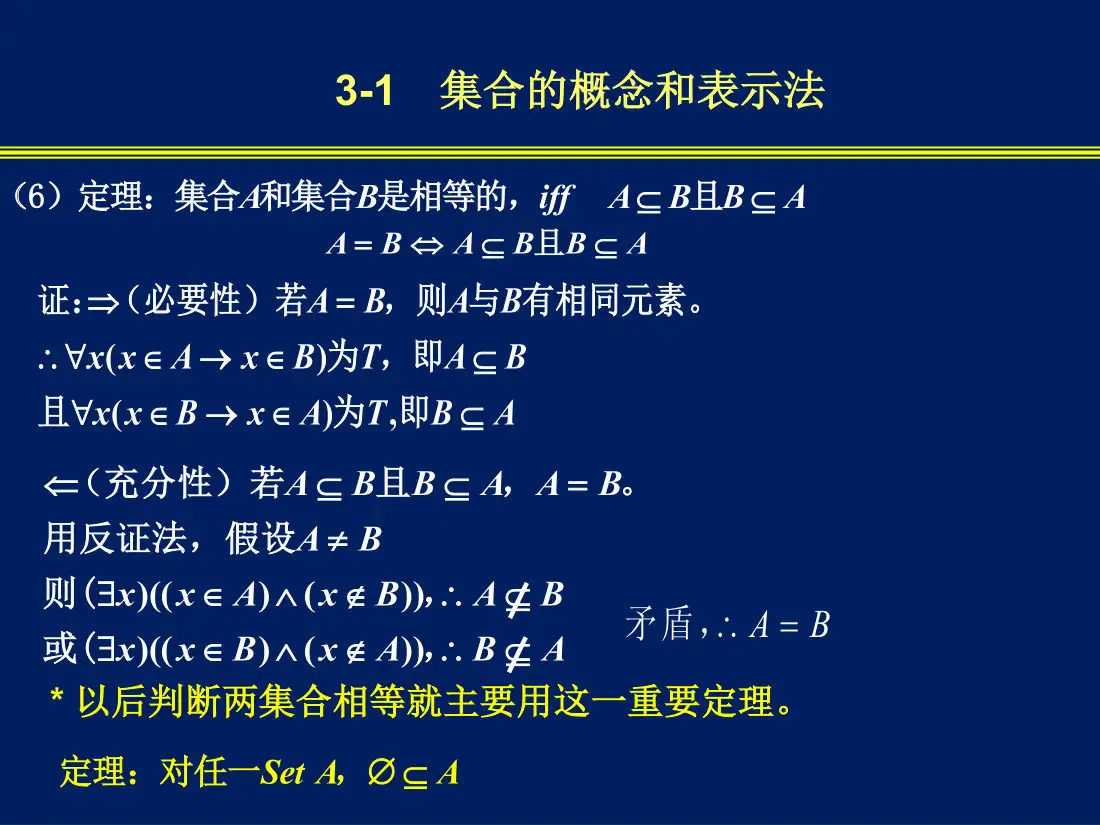 3-1 集合的概念和表示法
（6）定理：集合A和集合B是相等的，iff A⊆B且B⊆A
A=B⇔A⊆B且B⊆A
证：⇒（必要性）若A=B，则A与B有相同元素。
∴∀x(x∈A→x∈B)为T，即A⊆B
且∀x(x∈B→x∈A)为T,即B⊆A
⇐（充分性）若A⊆B且B⊆A，A=B。
用反证法，假设A≠B
则(∃x)((x∈A)∧(x∉B)),∴A⊈B
或(∃x)((x∈B)∧(x∉A)),∴B⊈A
矛盾,∴A=B
* 以后判断两集合相等就主要用这一重要定理。
定理：对任一Set A，∅⊆A